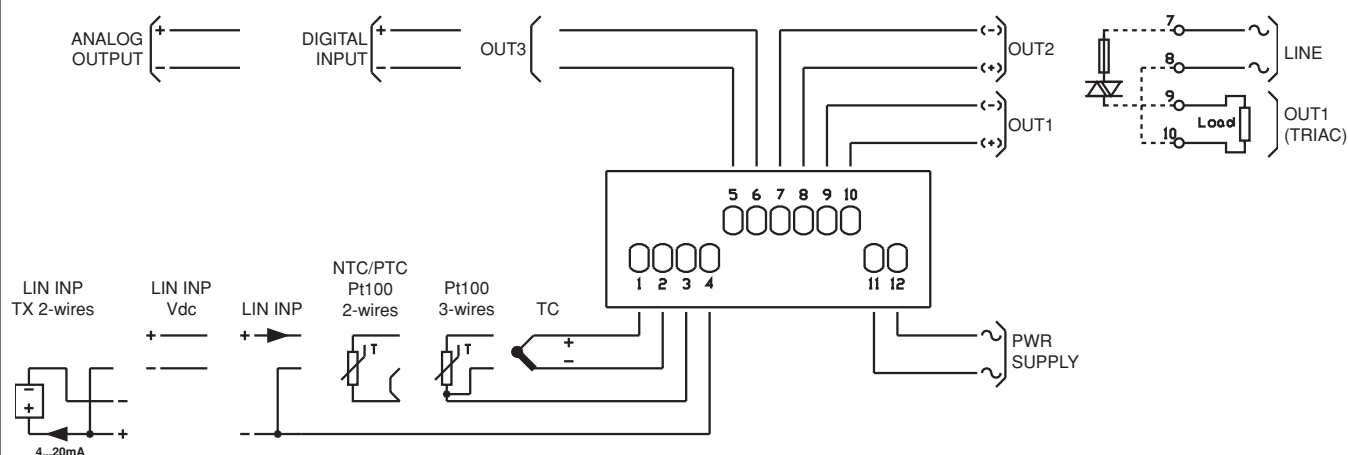 ANALOG
OUTPUT
+
-
DIGITAL
INPUT
+
-
OUT3
(-)
(+)
OUT2
(-)
(+)
OUT1
7
8
9
10
LINE
Load
OUT1
(TRIAC)
5 6 7 8 9 10
1 2 3 4
11 12
LIN INP
TX 2-wires
LIN INP
Vdc
LIN INP
NTC/PTC
Pt100
2-wires
Pt100
3-wires
TC
+
-
+
-
T
T
+
-
PWR
SUPPLY
-
+
-
+
-
4...20mA